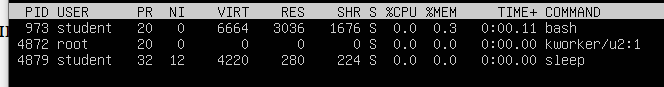 PID USER PR NI VIRT RES SHR S %CPU %MEM TIME+ COMMAND
973 student 20 0 6664 3036 1676 S 0.0 0.3 0:00.11 bash
4872 root 20 0 0 0 0 S 0.0 0.0 0:00.00 kworker/u2:1
4879 student 32 12 4220 280 224 S 0.0 0.0 0:00.00 sleep